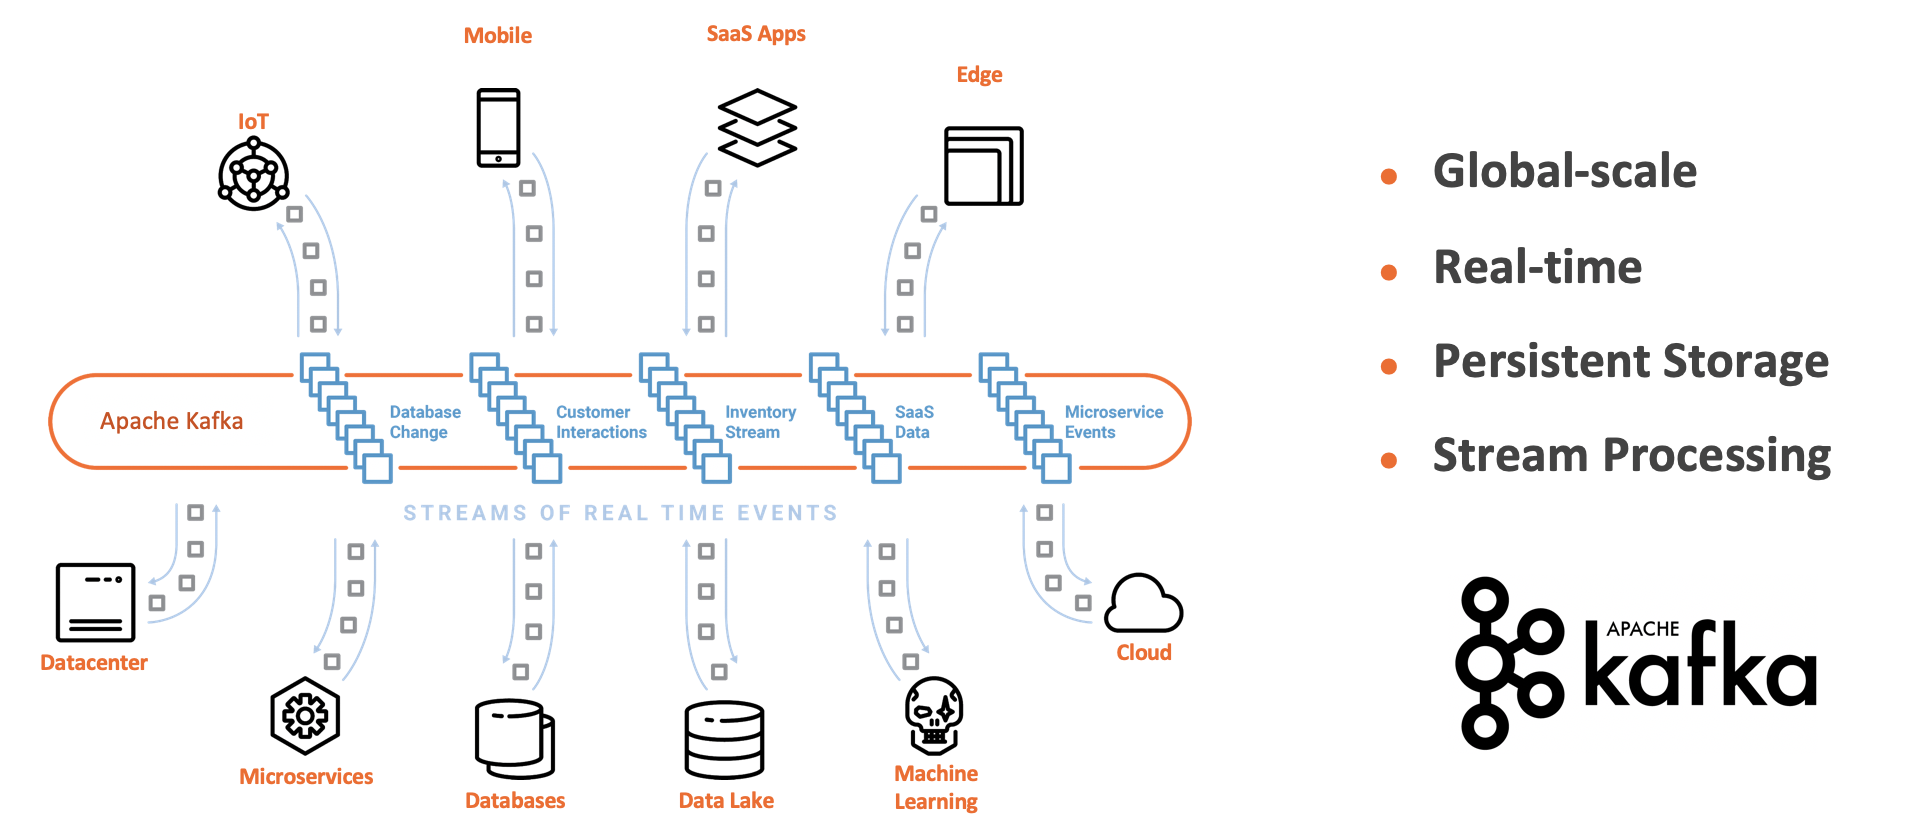 Mobile
SaaS Apps
Edge
IoT
Apache Kafka
Database
Change
Customer
Interactions
Inventory
Stream
SaaS
Data
Microservice
Events
STREAMS OF REAL TIME EVENTS
Datacenter
Microservices
Databases
Data Lake
Machine
Learning
Cloud
Global-scale
Real-time
Persistent Storage
Stream Processing
APACHE
kafka